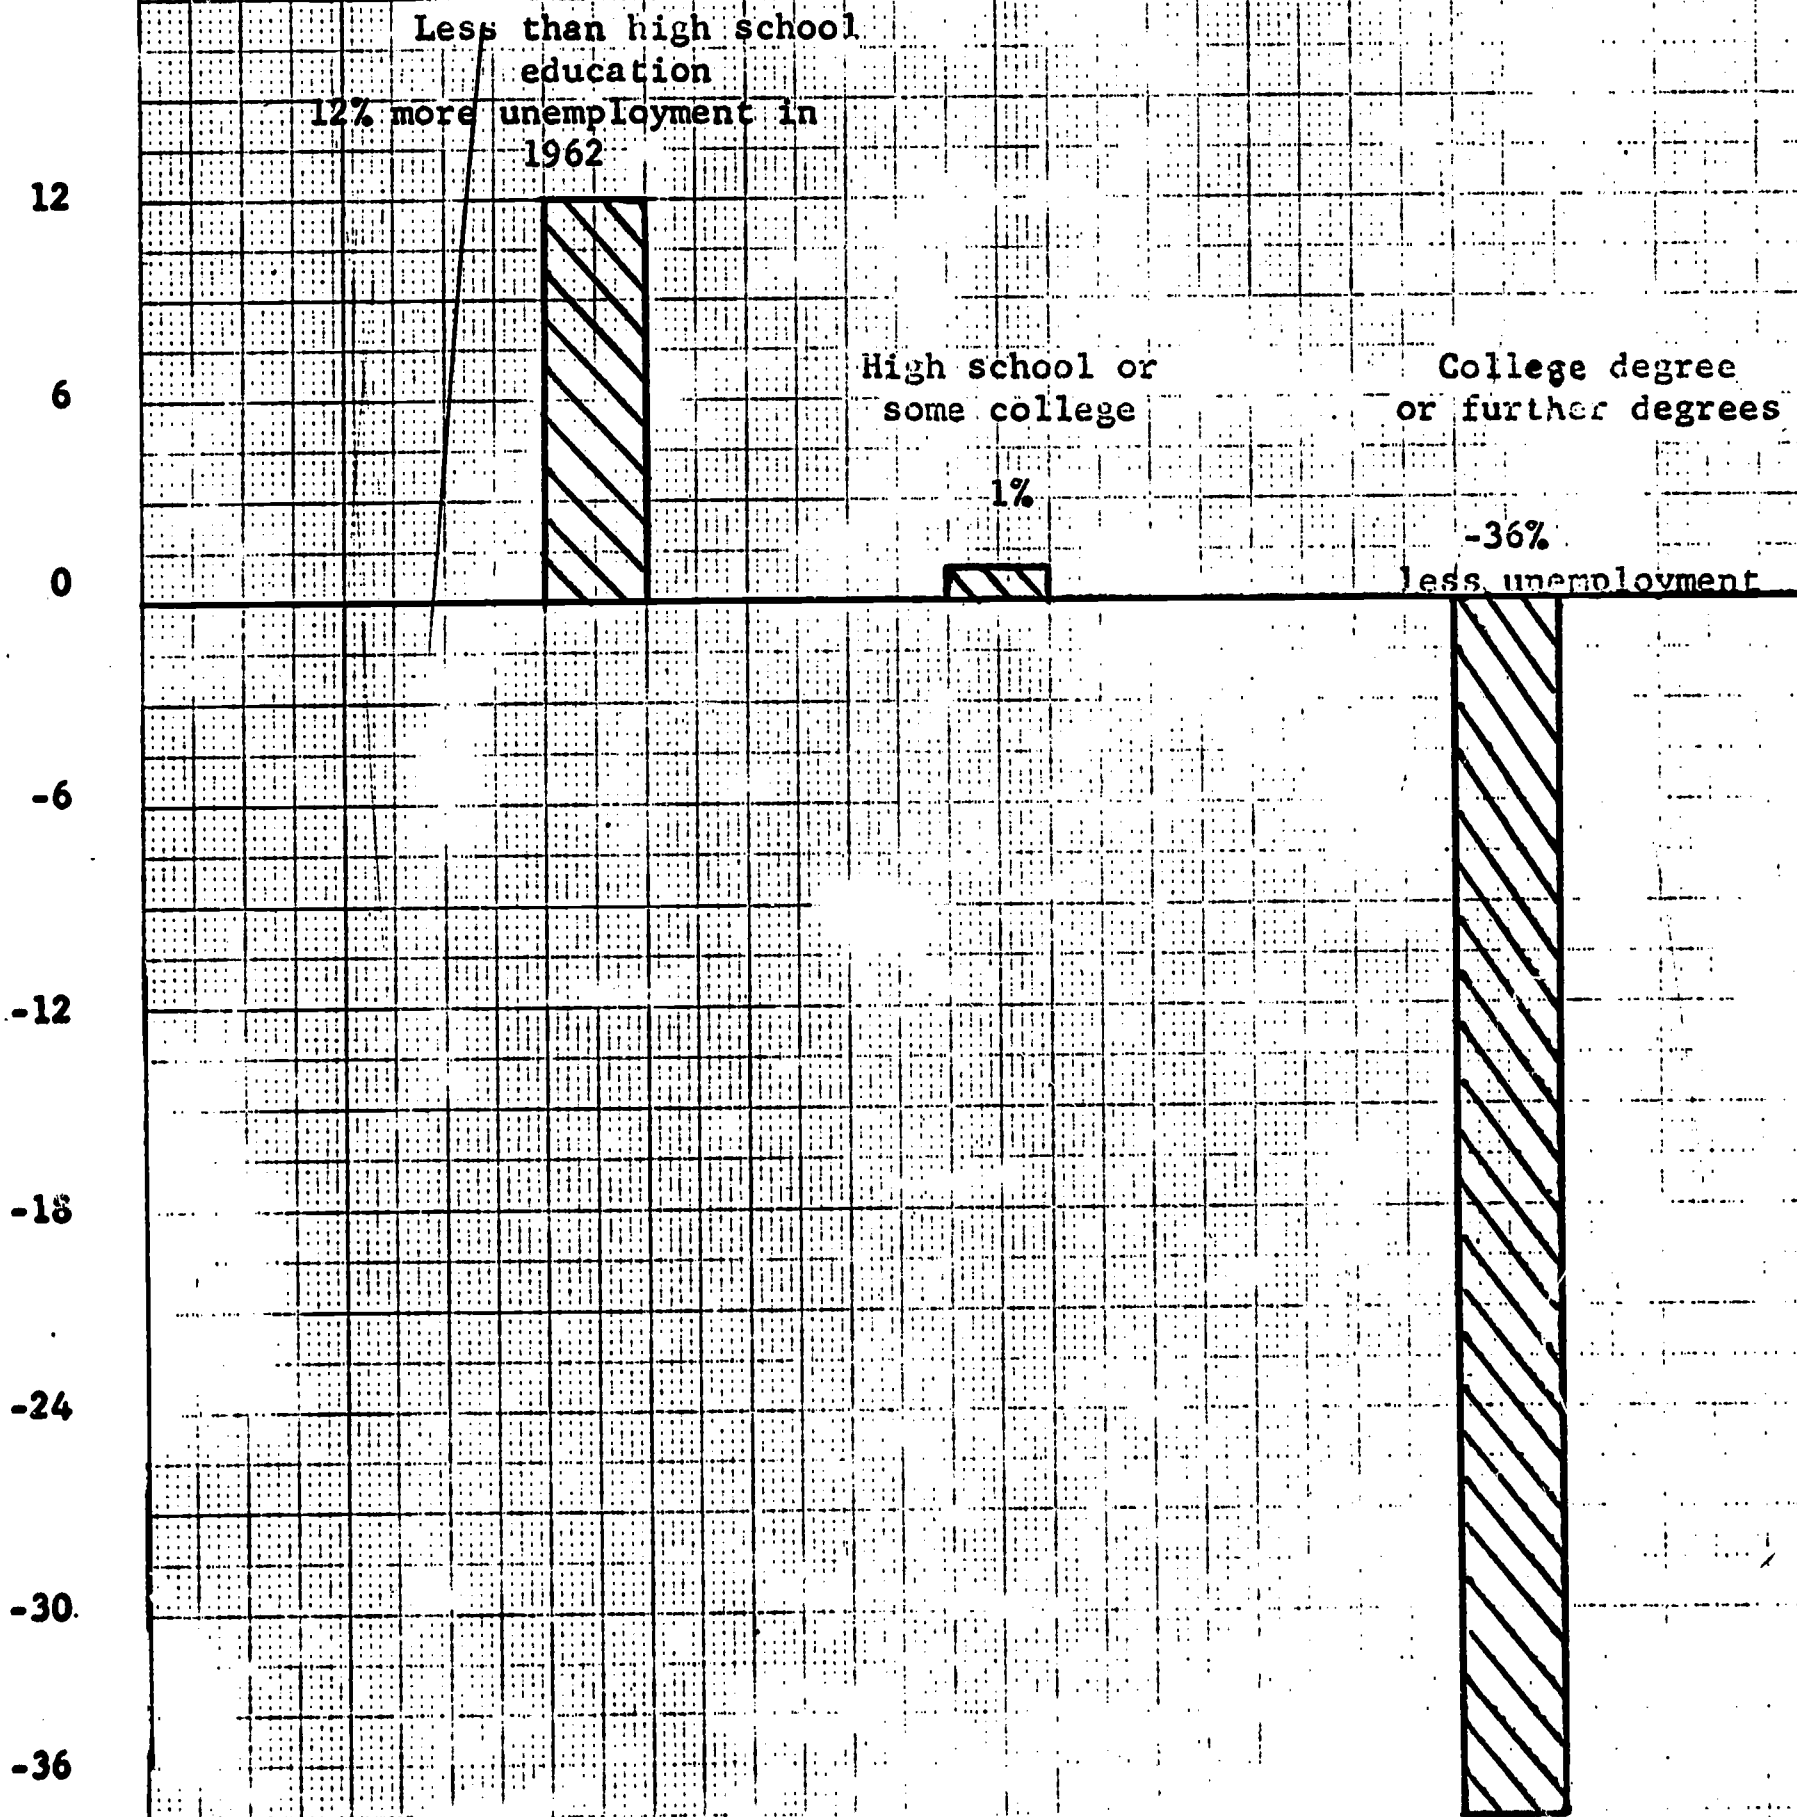 Less than high school
education
12% more unemployment in
1962
12
6
0
-6
-12
-18
-24
-30
-36
High school or
some college
1%
College degree
or further degrees
-36%
less unemployment